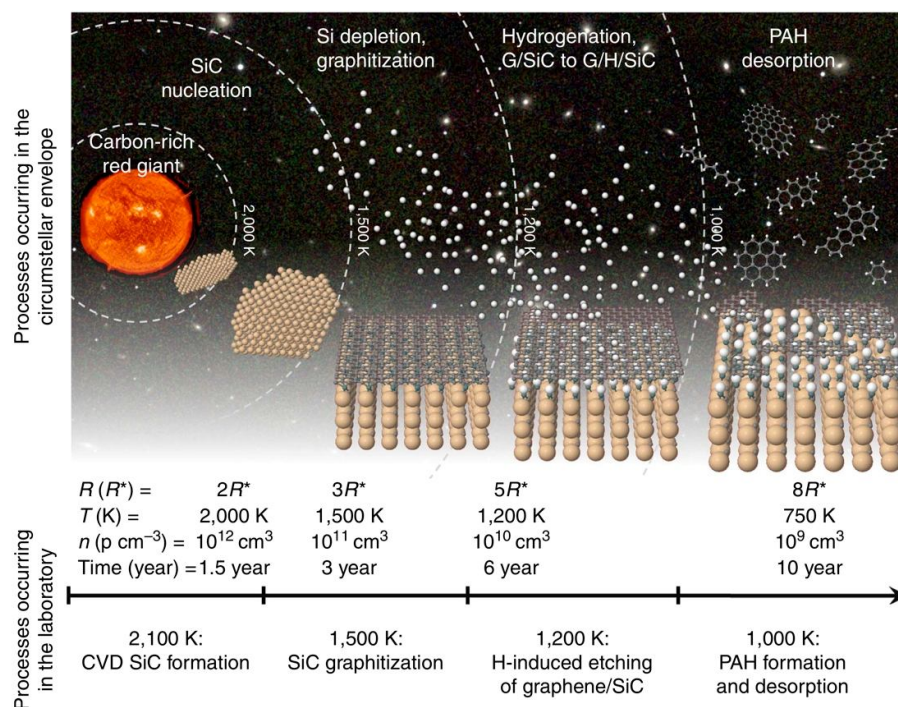 Processes occurring in the
circumstellar envelope
Carbon-rich
red giant
SiC
nucleation
Si depletion,
graphitization
Hydrogenation,
G/SiC to G/H/SiC
PAH
desorption
2,000 K
1,500 K
1,200 K
1,000 K
R (R*) = 2R* 3R* 5R* 8R*
T (K) = 2,000 K 1,500 K 1,200 K 750 K
n (p cm⁻³) = 10¹² cm³ 10¹¹ cm³ 10¹⁰ cm³ 10⁹ cm³
Time (year) = 1.5 year 3 year 6 year 10 year
Processes occurring
in the laboratory
2,100 K:
CVD SiC formation
1,500 K:
SiC graphitization
1,200 K:
H-induced etching
of graphene/SiC
1,000 K:
PAH formation
and desorption